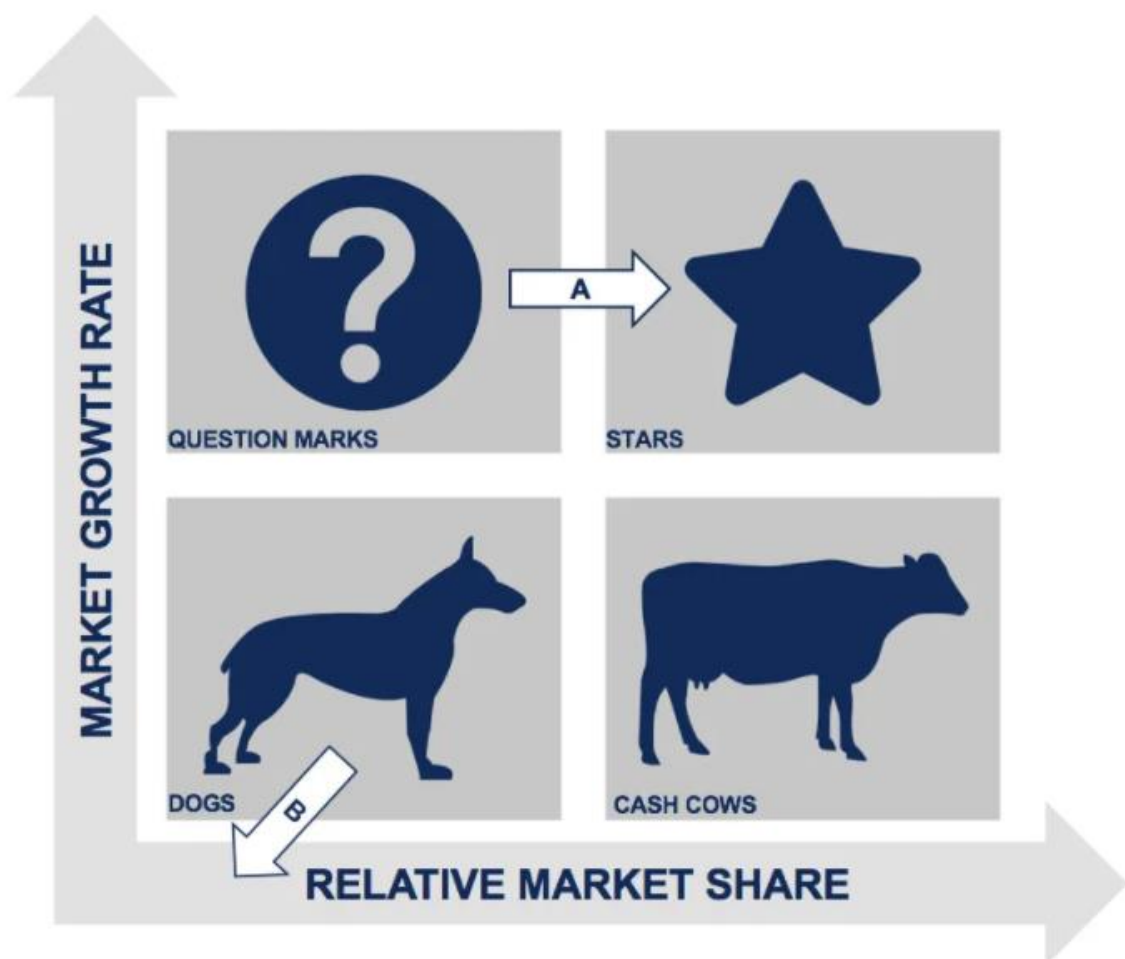 MARKET GROWTH RATE
?
A
QUESTION MARKS
STARS
DOGS
B
CASH COWS
RELATIVE MARKET SHARE